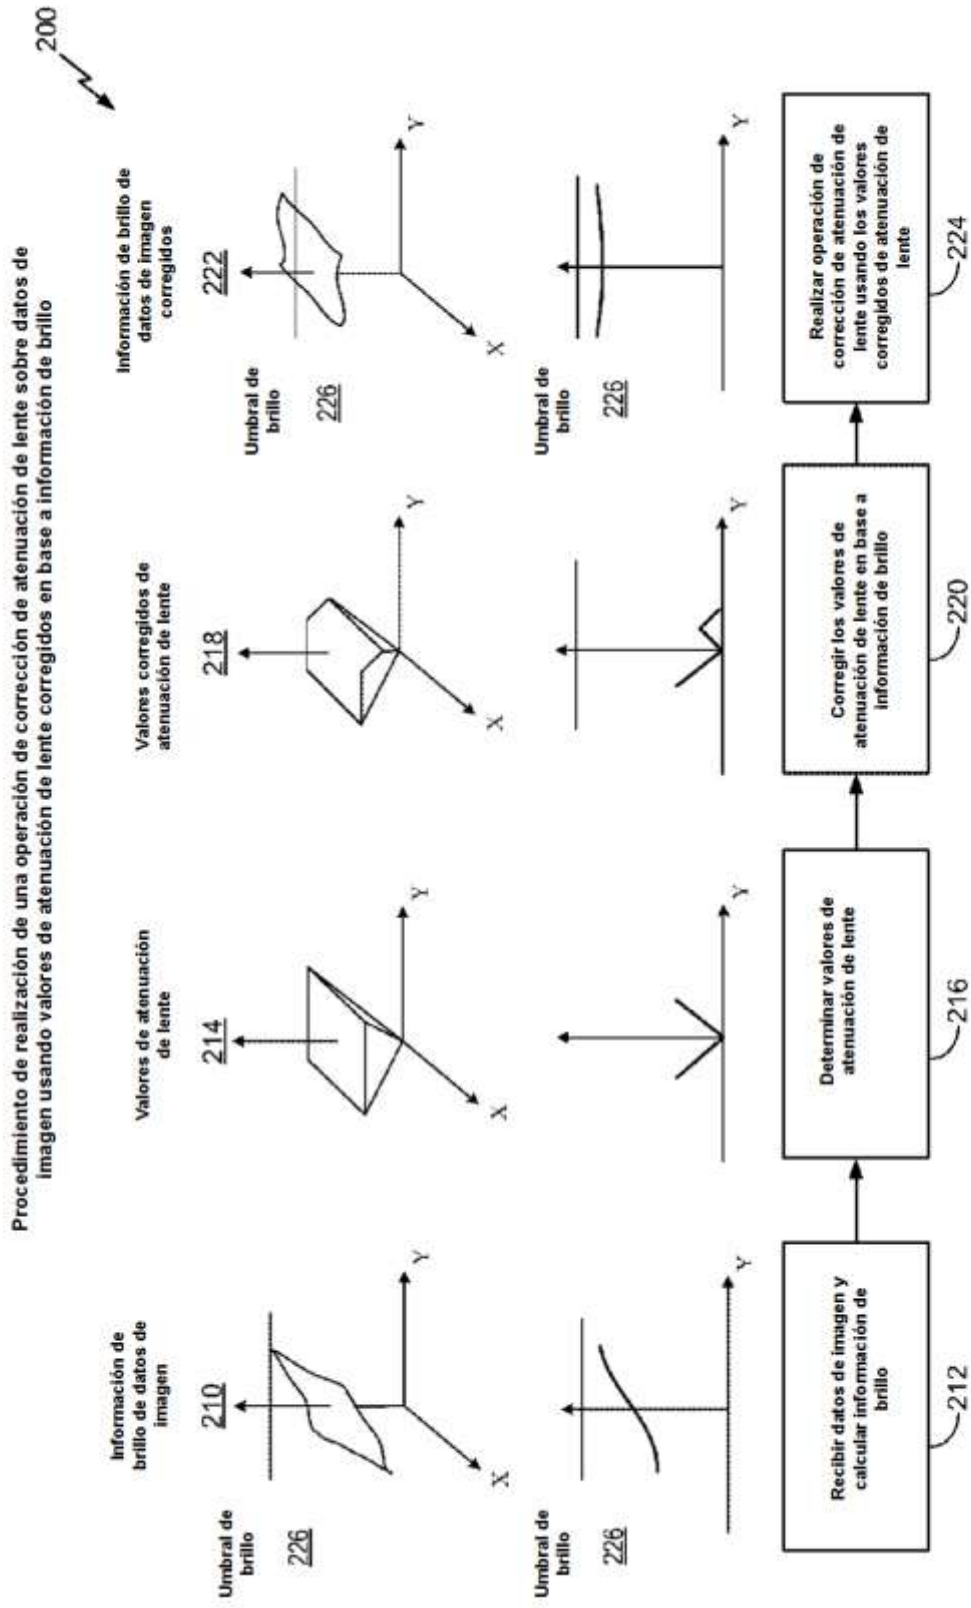 Procedimiento de realización de una operación de corrección de atenuación de lente sobre datos de
imagen usando valores de atenuación de lente corregidos en base a información de brillo
200
Información de
brillo de datos de
imagen
210
Umbral de
brillo
226
X
Y
Valores de atenuación
de lente
214
X
Y
Valores corregidos de
atenuación de lente
218
X
Y
Información de brillo de
datos de imagen
corregidos
222
Umbral de
brillo
226
X
Y
Umbral de
brillo
226
Y
Y
Y
Umbral de
brillo
226
Y
Recibir datos de imagen y
calcular información de
brillo
212
Determinar valores de
atenuación de lente
216
Corregir los valores de
atenuación de lente en base a
información de brillo
220
Realizar operación de
corrección de atenuación de
lente usando los valores
corregidos de atenuación de
lente
224